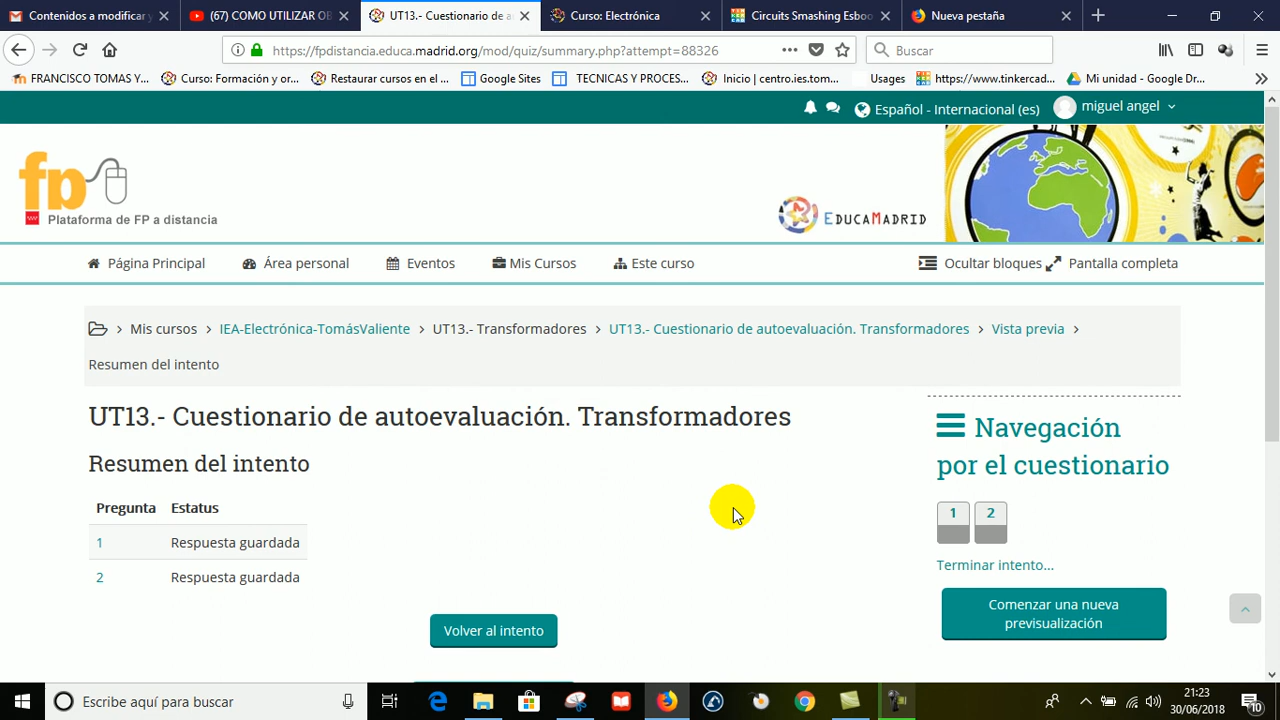 Contenidos a modificar y
(67) COMO UTILIZAR OB
UT13.- Cuestionario de a
Curso: Electrónica
Circuits Smashing Esboo
Nueva pestaña
https://fpdistancia.educa.madrid.org/mod/quiz/summary.php?attempt=88326
Buscar
FRANCISCO TOMAS Y...
Curso: Formación y or...
Restaurar cursos en el ...
Google Sites
TECNICAS Y PROCES...
Inicio | centro.ies.tom...
Usages
https://www.tinkercad...
Mi unidad - Google Dr...
Español - Internacional (es)
miguel angel
fp
Plataforma de FP a distancia
EDUCAMADRID
Página Principal
Área personal
Eventos
Mis Cursos
Este curso
Ocultar bloques
Pantalla completa
Mis cursos > IEA-Electrónica-TomásValiente > UT13.- Transformadores > UT13.- Cuestionario de autoevaluación. Transformadores > Vista previa >
Resumen del intento
UT13.- Cuestionario de autoevaluación. Transformadores
Resumen del intento
Pregunta Estatus
1 Respuesta guardada
2 Respuesta guardada
Volver al intento
Navegación
por el cuestionario
1 2
Terminar intento...
Comenzar una nueva
previsualización
Escribe aquí para buscar
21:23
30/06/2018
10